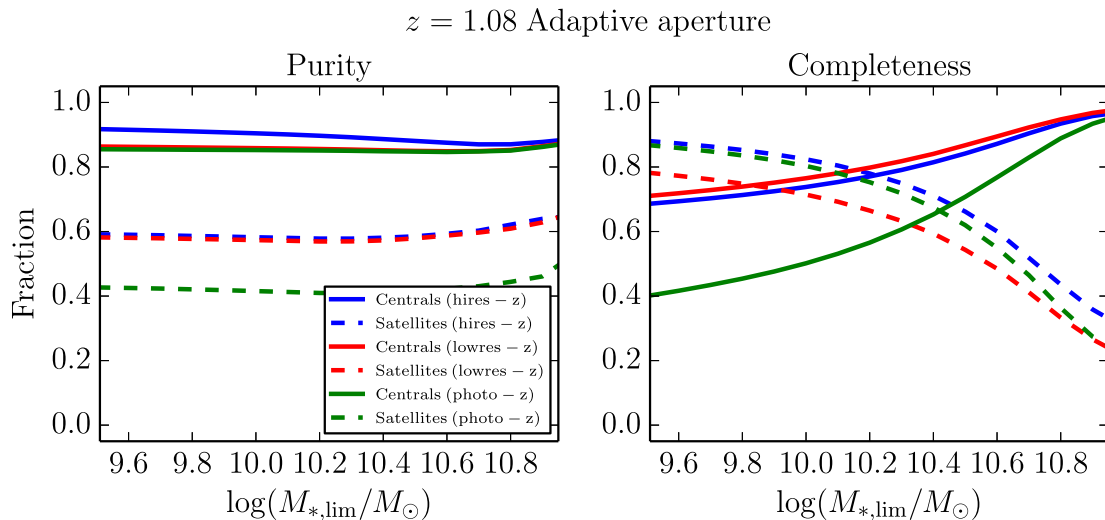 z = 1.08 Adaptive aperture
Purity
Completeness
Fraction
1.0
0.8
0.6
0.4
0.2
0.0
Centrals (hires − z)
Satellites (hires − z)
Centrals (lowres − z)
Satellites (lowres − z)
Centrals (photo − z)
Satellites (photo − z)
9.6 9.8 10.0 10.2 10.4 10.6 10.8
log(M*,lim/M⊙)
1.0
0.8
0.6
0.4
0.2
0.0
9.6 9.8 10.0 10.2 10.4 10.6 10.8
log(M*,lim/M⊙)